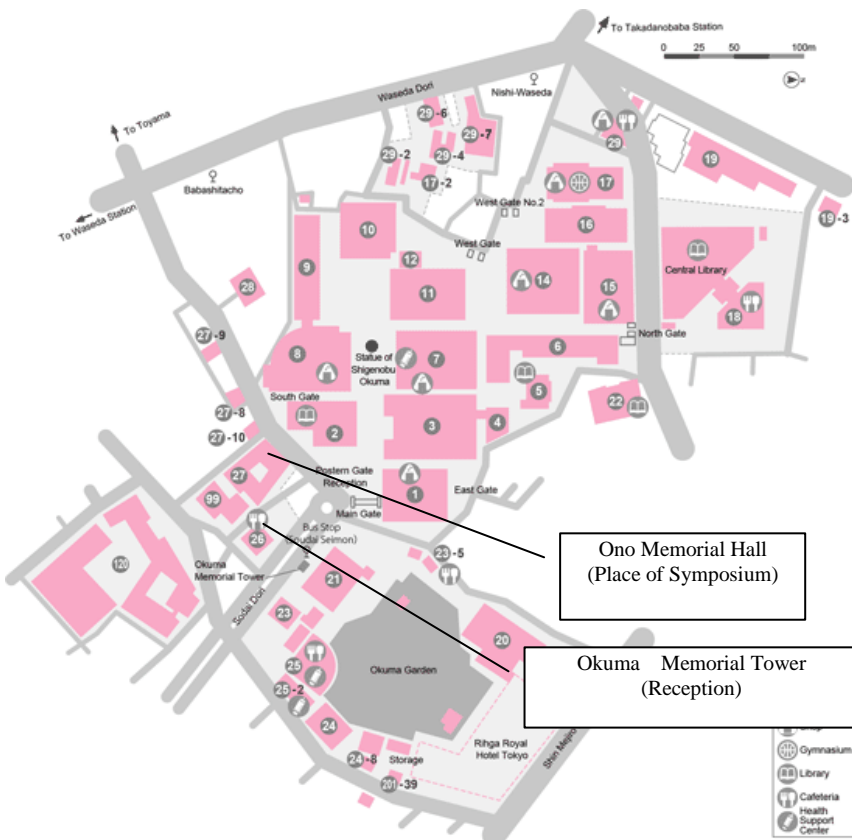 To Takadanobaba Station
0 25 50 100m
N
Waseda Dori
Nishi-Waseda
To Toyama
29-6
29-7
29
19
29-2
29-4
17-2
17
Babashitacho
West Gate No.2
19-3
To Waseda Station
10
16
West Gate
12
Central Library
9
14
15
28
11
18
27-9
North Gate
8
Statue of
Shigenobu
Okuma
7
6
5
22
South Gate
27-8
2
3
4
27-10
Postern Gate
Reception
27
1
East Gate
99
Main Gate
Bus Stop
(Soudai Seimon)
26
23-5
Ono Memorial Hall
(Place of Symposium)
120
Okuma
Memorial Tower
21
Sodai Dori
23
20
25
Okuma Garden
Okuma Memorial Tower
(Reception)
25-2
24
Rihga Royal
Hotel Tokyo
Shin Mejiro
24-8
Storage
201-39
Gymnasium
Library
Cafeteria
Health
Support
Center